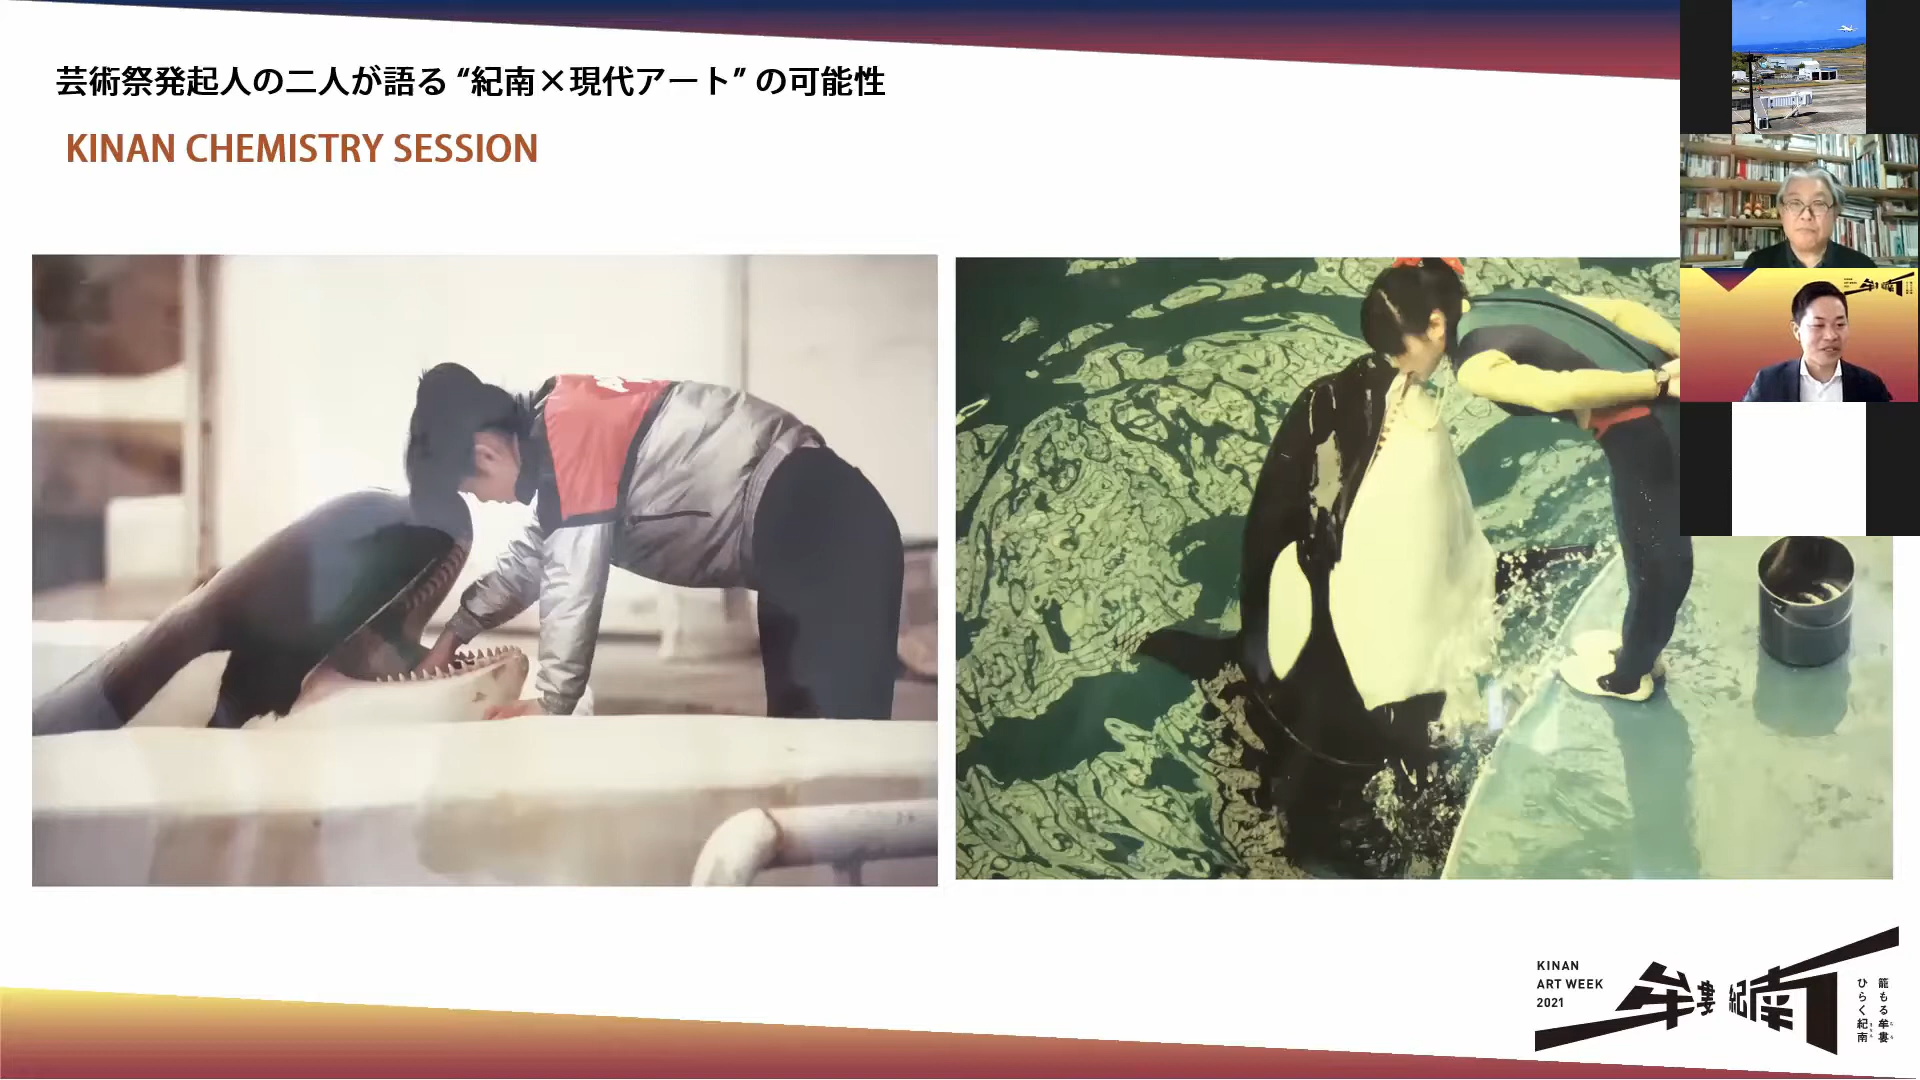 芸術祭発起人の二人が語る “紀南×現代アート” の可能性
KINAN CHEMISTRY SESSION
KINAN
ART WEEK
2021
牟婁 紀南
籠もる牟婁
ひらく紀南